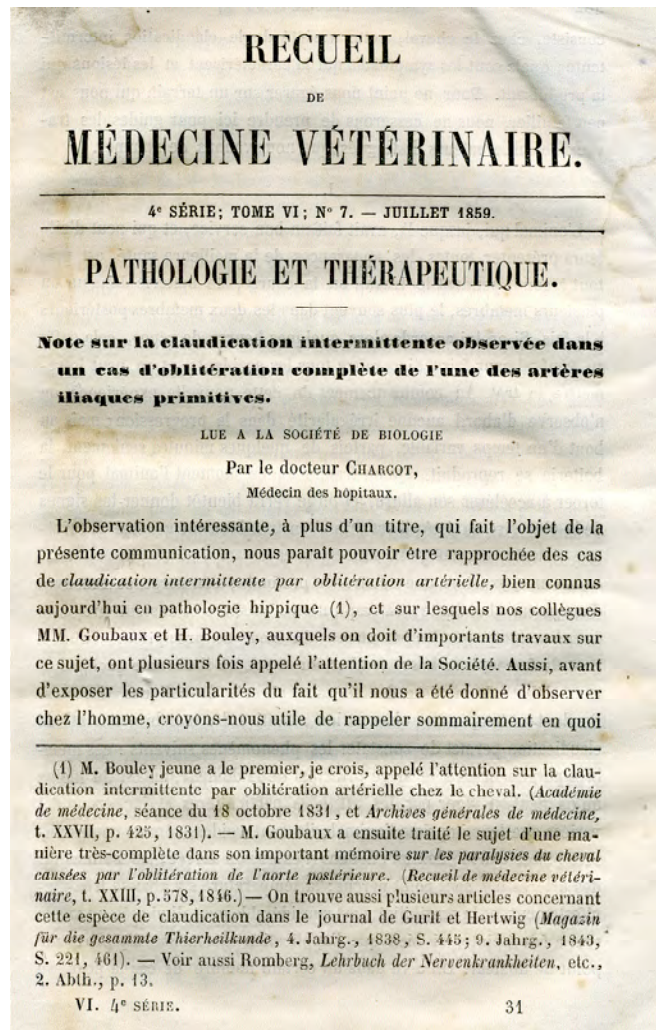 RECUEIL
DE
MÉDECINE VÉTÉRINAIRE.
4e SÉRIE; TOME VI; No 7. — JUILLET 1859.
PATHOLOGIE ET THÉRAPEUTIQUE.
Note sur la claudication intermittente observée dans
un cas d'oblitération complète de l'une des artères
iliaques primitives.
LUE A LA SOCIÉTÉ DE BIOLOGIE
Par le docteur CHARCOT,
Médecin des hôpitaux.
L'observation intéressante, à plus d'un titre, qui fait l'objet de la
présente communication, nous paraît pouvoir être rapprochée des cas
de claudication intermittente par oblitération artérielle, bien connus
aujourd'hui en pathologie hippique (1), et sur lesquels nos collègues
MM. Goubaux et H. Bouley, auxquels on doit d'importants travaux sur
ce sujet, ont plusieurs fois appelé l'attention de la Société. Aussi, avant
d'exposer les particularités du fait qu'il nous a été donné d'observer
chez l'homme, croyons-nous utile de rappeler sommairement en quoi
(1) M. Bouley jeune a le premier, je crois, appelé l'attention sur la clau-
dication intermittente par oblitération artérielle chez le cheval. (Académie
de médecine, séance du 18 octobre 1831, et Archives générales de médecine,
t. XXVII, p. 425, 1831). — M. Goubaux a ensuite traité le sujet d'une ma-
nière très-complète dans son important mémoire sur les paralysies du cheval
causées par l'oblitération de l'aorte postérieure. (Recueil de médecine vétéri-
naire, t. XXIII, p. 578, 1846.) — On trouve aussi plusieurs articles concernant
cette espèce de claudication dans le journal de Gurlt et Hertwig (Magazin
für die gesammte Thierheilkunde, 4. Jahrg., 1838, S. 445; 9. Jahrg., 1843,
S. 221, 461). — Voir aussi Romberg, Lehrbuch der Nervenkrankheiten, etc.,
2. Abth., p. 13.
VI. 4e SÉRIE. 31